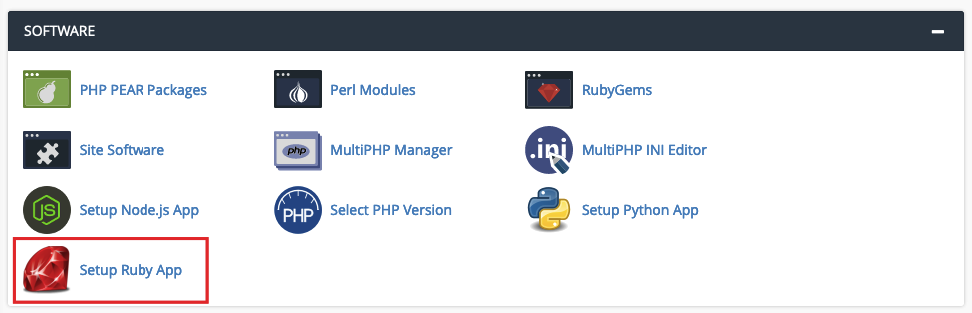 SOFTWARE
PHP PEAR Packages
Perl Modules
RubyGems
Site Software
php
MultiPHP Manager
.ini
MultiPHP INI Editor
JS
Setup Node.js App
PHP
Select PHP Version
Setup Python App
Setup Ruby App